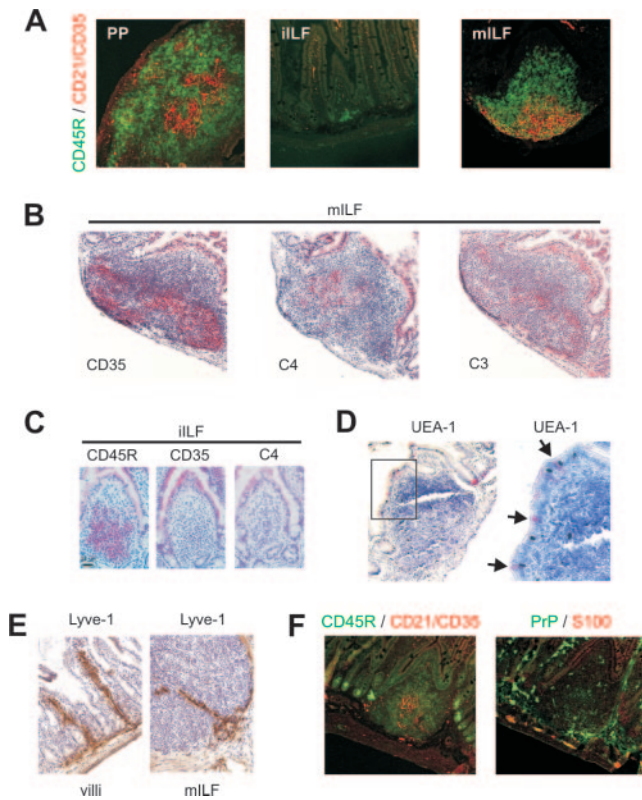 A
PP
iILF
mILF
CD45R / CD21/CD35
B
mILF
CD35
C4
C3
C
iILF
CD45R
CD35
C4
D
UEA-1
UEA-1
E
Lyve-1
Lyve-1
villi
mILF
F
CD45R / CD21/CD35
PrP / S100